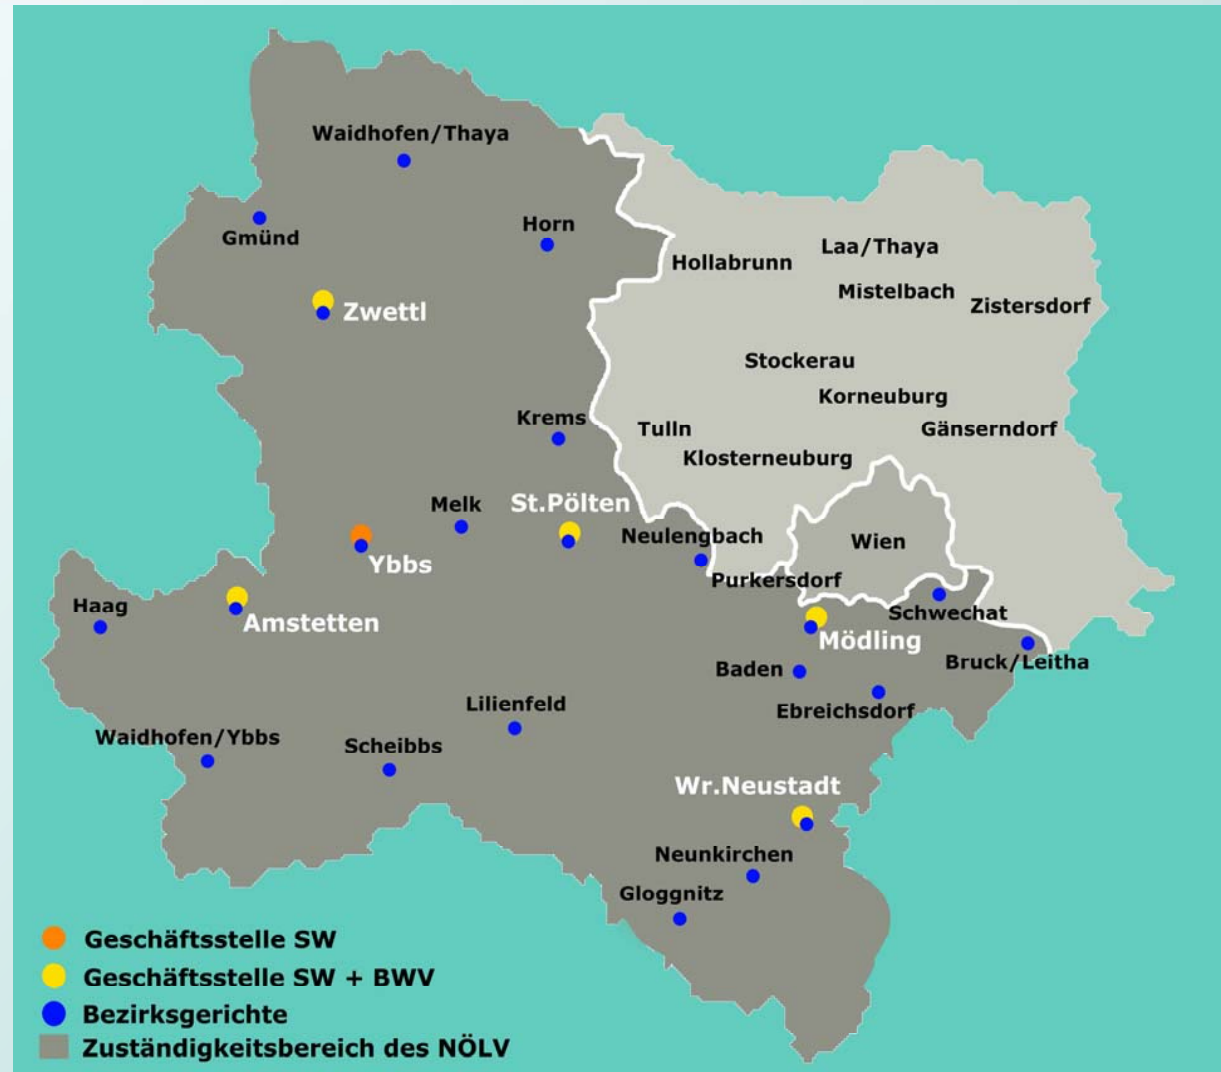 Waidhofen/Thaya
Horn
Gmünd
Laa/Thaya
Hollabrunn
Mistelbach
Zistersdorf
Zwettl
Stockerau
Korneuburg
Krems
Tulln
Gänserndorf
Klosterneuburg
Melk
St.Pölten
Neulengbach
Wien
Ybbs
Purkersdorf
Haag
Amstetten
Schwechat
Mödling
Baden
Bruck/Leitha
Lilienfeld
Ebreichsdorf
Waidhofen/Ybbs
Scheibbs
Wr.Neustadt
Neunkirchen
Gloggnitz
Geschäftsstelle SW
Geschäftsstelle SW + BWV
Bezirksgerichte
Zuständigkeitsbereich des NÖLV